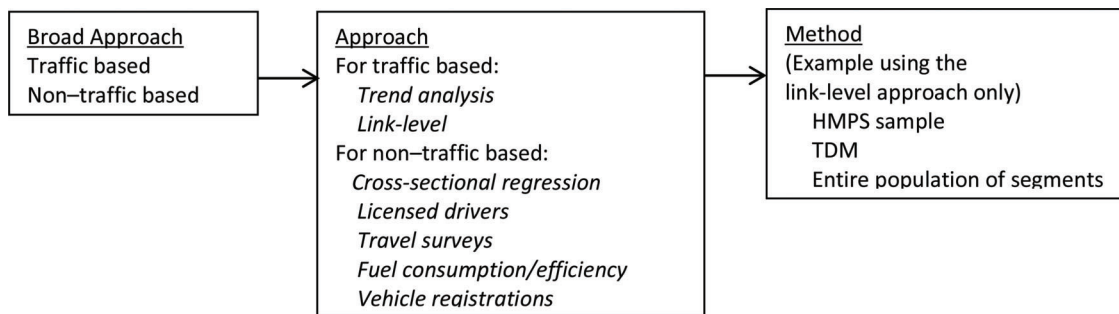 Broad Approach
Traffic based
Non–traffic based
Approach
For traffic based:
Trend analysis
Link-level
For non–traffic based:
Cross-sectional regression
Licensed drivers
Travel surveys
Fuel consumption/efficiency
Vehicle registrations
Method
(Example using the
link-level approach only)
HMPS sample
TDM
Entire population of segments